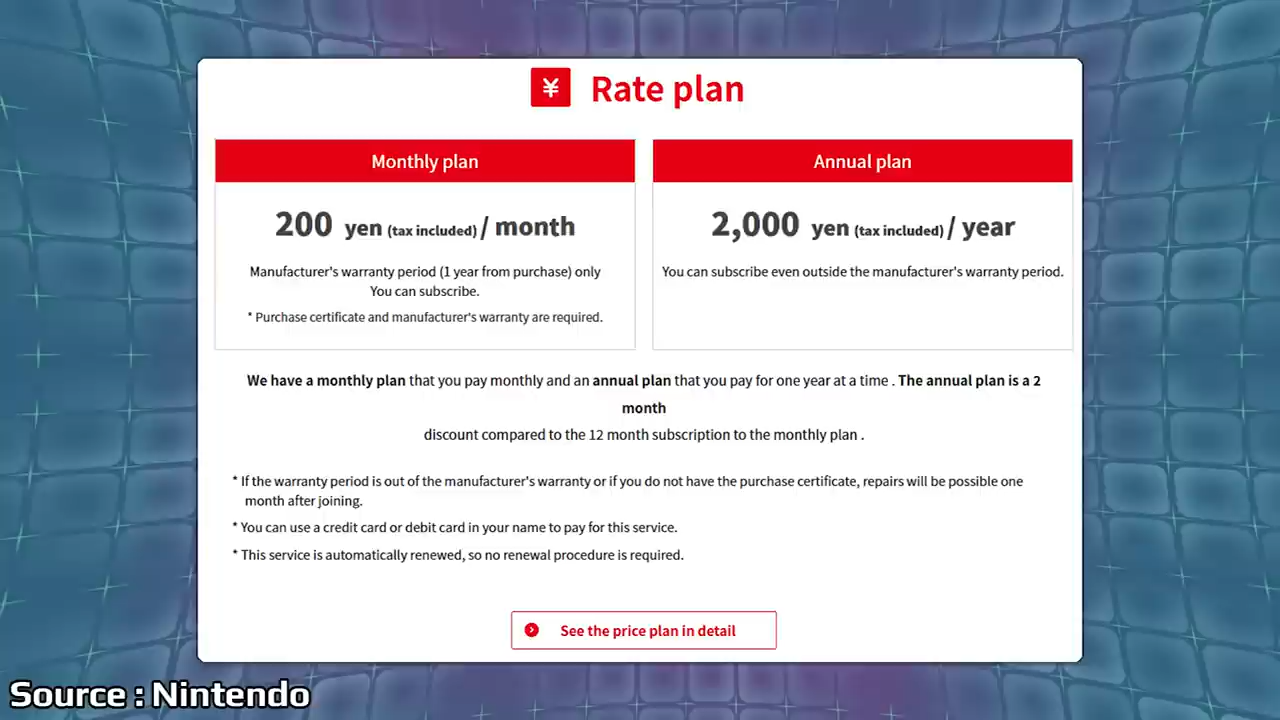 ¥ Rate plan
Monthly plan
200 yen (tax included) / month
Manufacturer's warranty period (1 year from purchase) only
You can subscribe.
* Purchase certificate and manufacturer's warranty are required.
Annual plan
2,000 yen (tax included) / year
You can subscribe even outside the manufacturer's warranty period.
We have a monthly plan that you pay monthly and an annual plan that you pay for one year at a time . The annual plan is a 2
month
discount compared to the 12 month subscription to the monthly plan .
* If the warranty period is out of the manufacturer's warranty or if you do not have the purchase certificate, repairs will be possible one
month after joining.
* You can use a credit card or debit card in your name to pay for this service.
* This service is automatically renewed, so no renewal procedure is required.
See the price plan in detail
Source : Nintendo